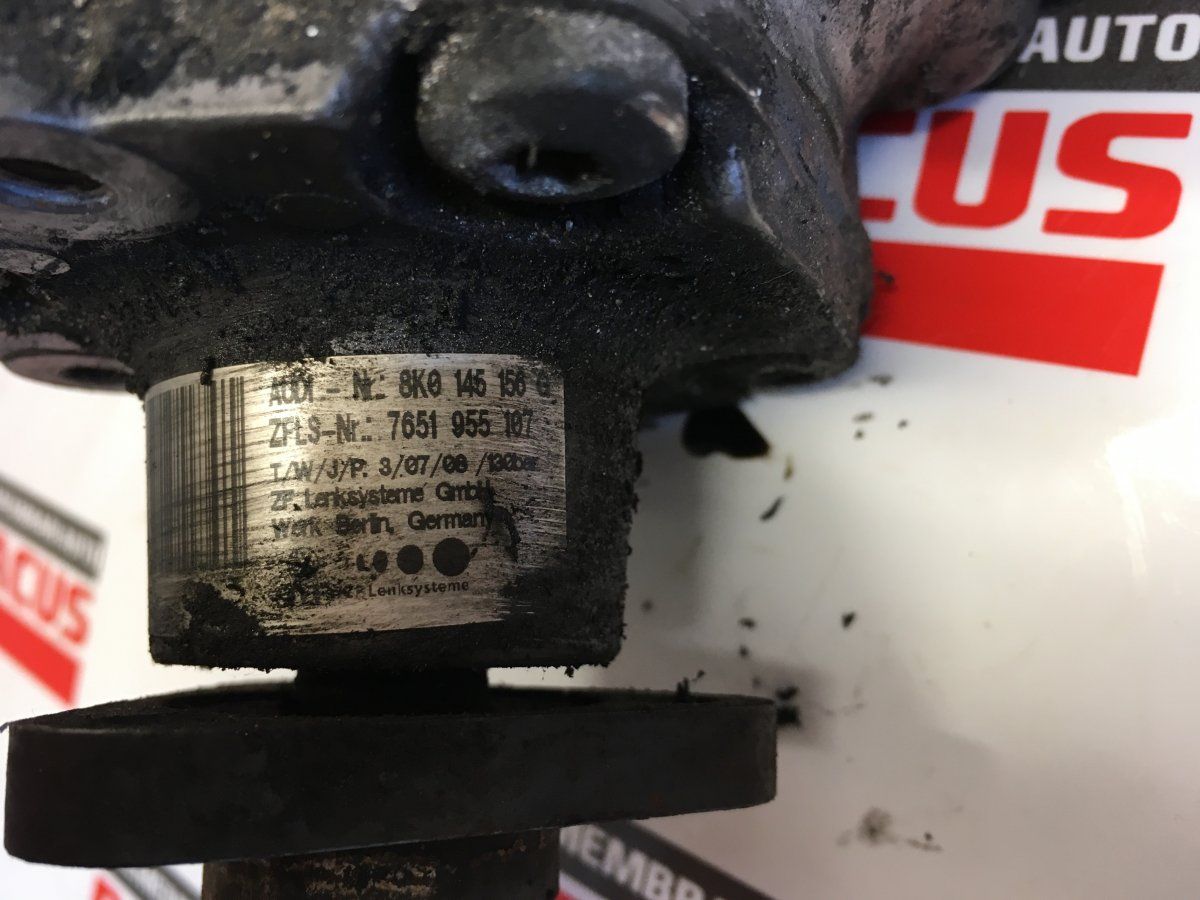 AUTO
CUS
AUDI - Nr.: 8K0 145 156
ZFLS-Nr.: 7651 955 107
T/W/J/P: 3/07/08 /130bar
ZF Lenksysteme GmbH
Werk Berlin, Germany
Lenksysteme
ACUS
MEMBR